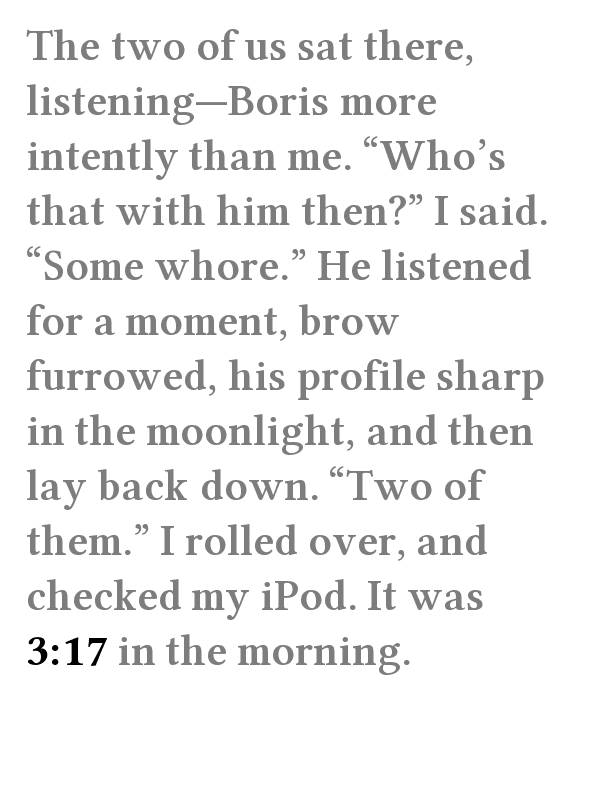 The two of us sat there,
listening—Boris more
intently than me. “Who’s
that with him then?” I said.
“Some whore.” He listened
for a moment, brow
furrowed, his profile sharp
in the moonlight, and then
lay back down. “Two of
them.” I rolled over, and
checked my iPod. It was
3:17 in the morning.